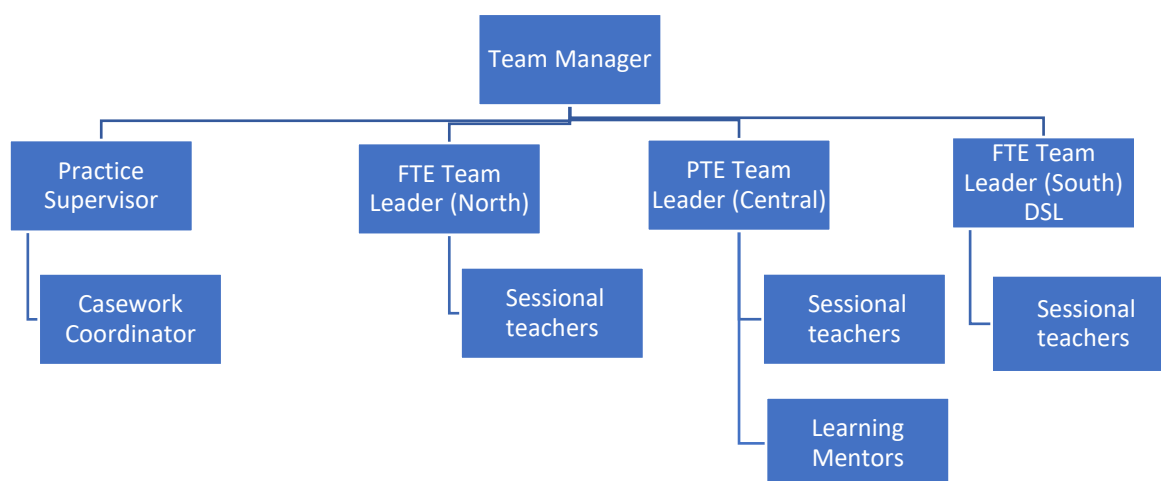 Team Manager
Practice
Supervisor
FTE Team
Leader (North)
PTE Team
Leader (Central)
FTE Team
Leader (South)
DSL
Casework
Coordinator
Sessional
teachers
Sessional
teachers
Sessional
teachers
Learning
Mentors